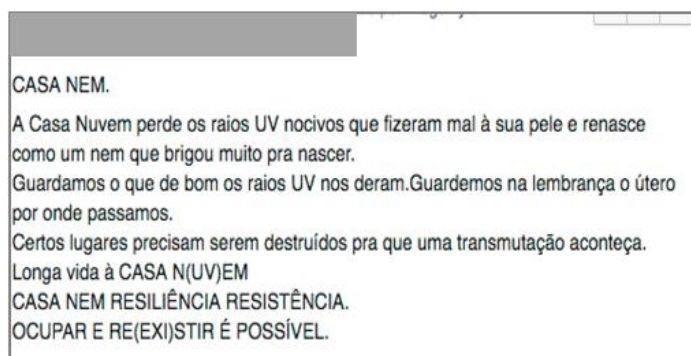 CASA NEM.
A Casa Nuvem perde os raios UV nocivos que fizeram mal à sua pele e renasce
como um nem que brigou muito pra nascer.
Guardamos o que de bom os raios UV nos deram.Guardemos na lembrança o útero
por onde passamos.
Certos lugares precisam serem destruídos pra que uma transmutação aconteça.
Longa vida à CASA N(UV)EM
CASA NEM RESILIÊNCIA RESISTÊNCIA.
OCUPAR E RE(EXI)STIR É POSSÍVEL.